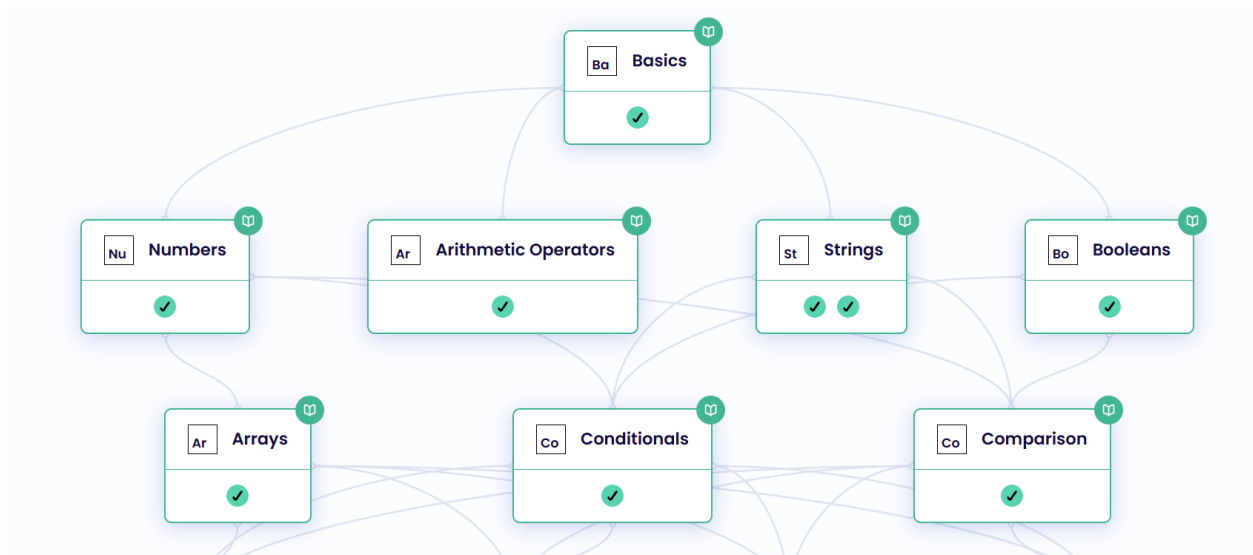 Ba Basics
Nu Numbers
Ar Arithmetic Operators
St Strings
Bo Booleans
Ar Arrays
Co Conditionals
Co Comparison